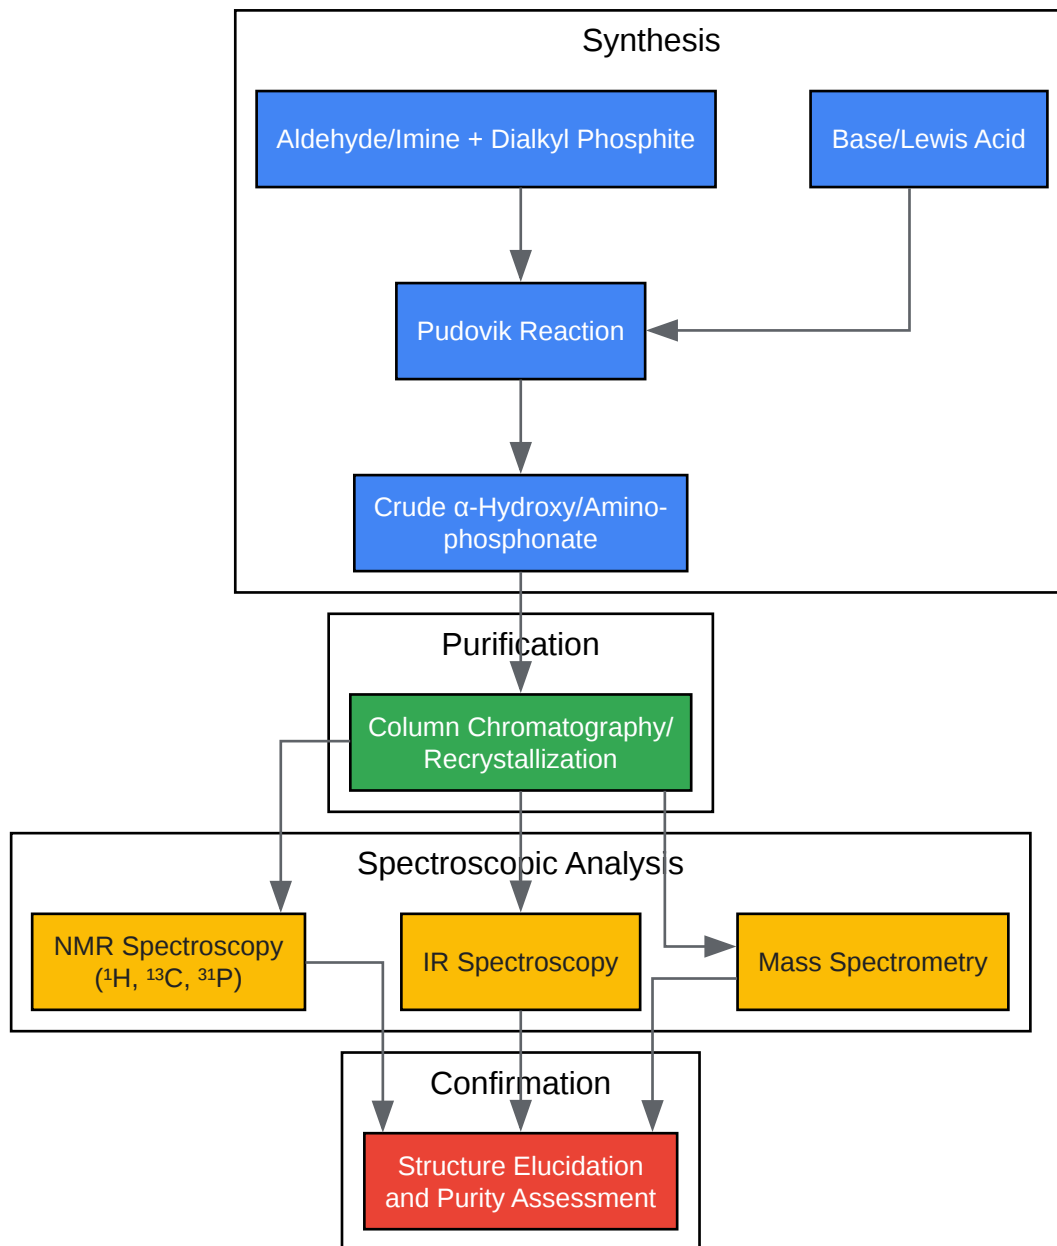 Synthesis
Aldehyde/Imine + Dialkyl Phosphite
Base/Lewis Acid
Pudovik Reaction
Crude α-Hydroxy/Amino-
phosphonate
Purification
Column Chromatography/
Recrystallization
Spectroscopic Analysis
NMR Spectroscopy
(¹H, ¹³C, ³¹P)
IR Spectroscopy
Mass Spectrometry
Confirmation
Structure Elucidation
and Purity Assessment